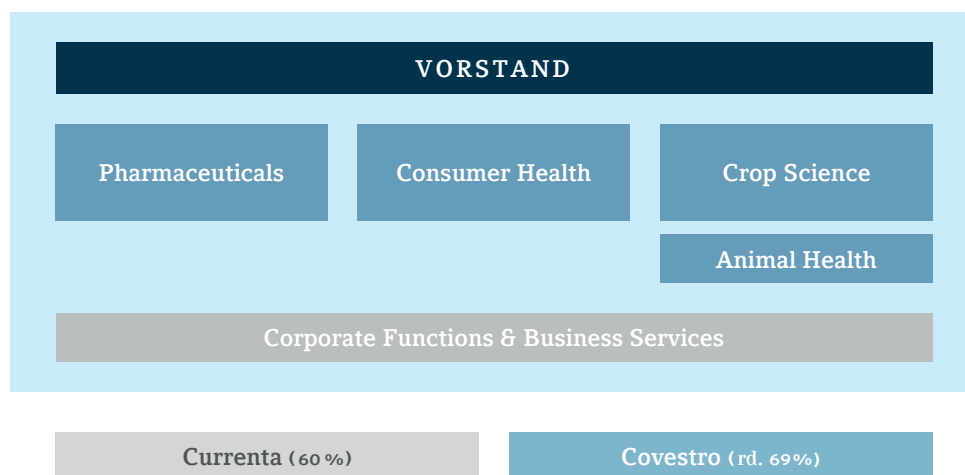 VORSTAND
Pharmaceuticals
Consumer Health
Crop Science
Animal Health
Corporate Functions & Business Services
Currenta (60 %)
Covestro (rd. 69%)